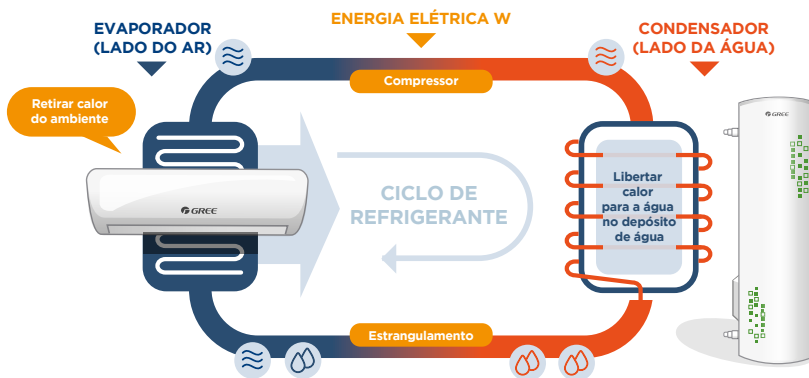 ENERGIA ELÉTRICA W
EVAPORADOR
(LADO DO AR)
CONDENSADOR
(LADO DA ÁGUA)
Compressor
Retirar calor
do ambiente
GREE
CICLO DE
REFRIGERANTE
Libertar
calor
para a água
no depósito
de água
GREE
Estrangulamento